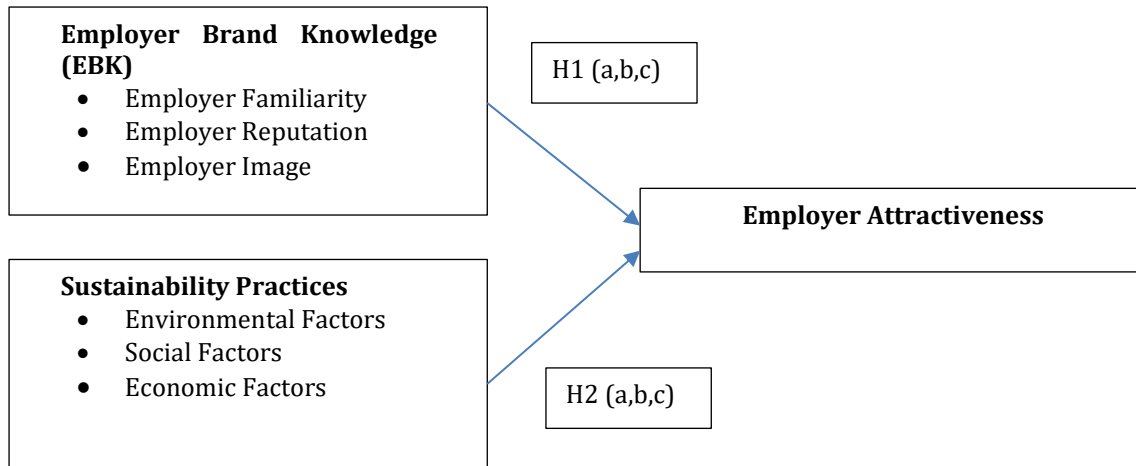 Employer Brand Knowledge
(EBK)
• Employer Familiarity
• Employer Reputation
• Employer Image
H1 (a,b,c)
Employer Attractiveness
Sustainability Practices
• Environmental Factors
• Social Factors
• Economic Factors
H2 (a,b,c)